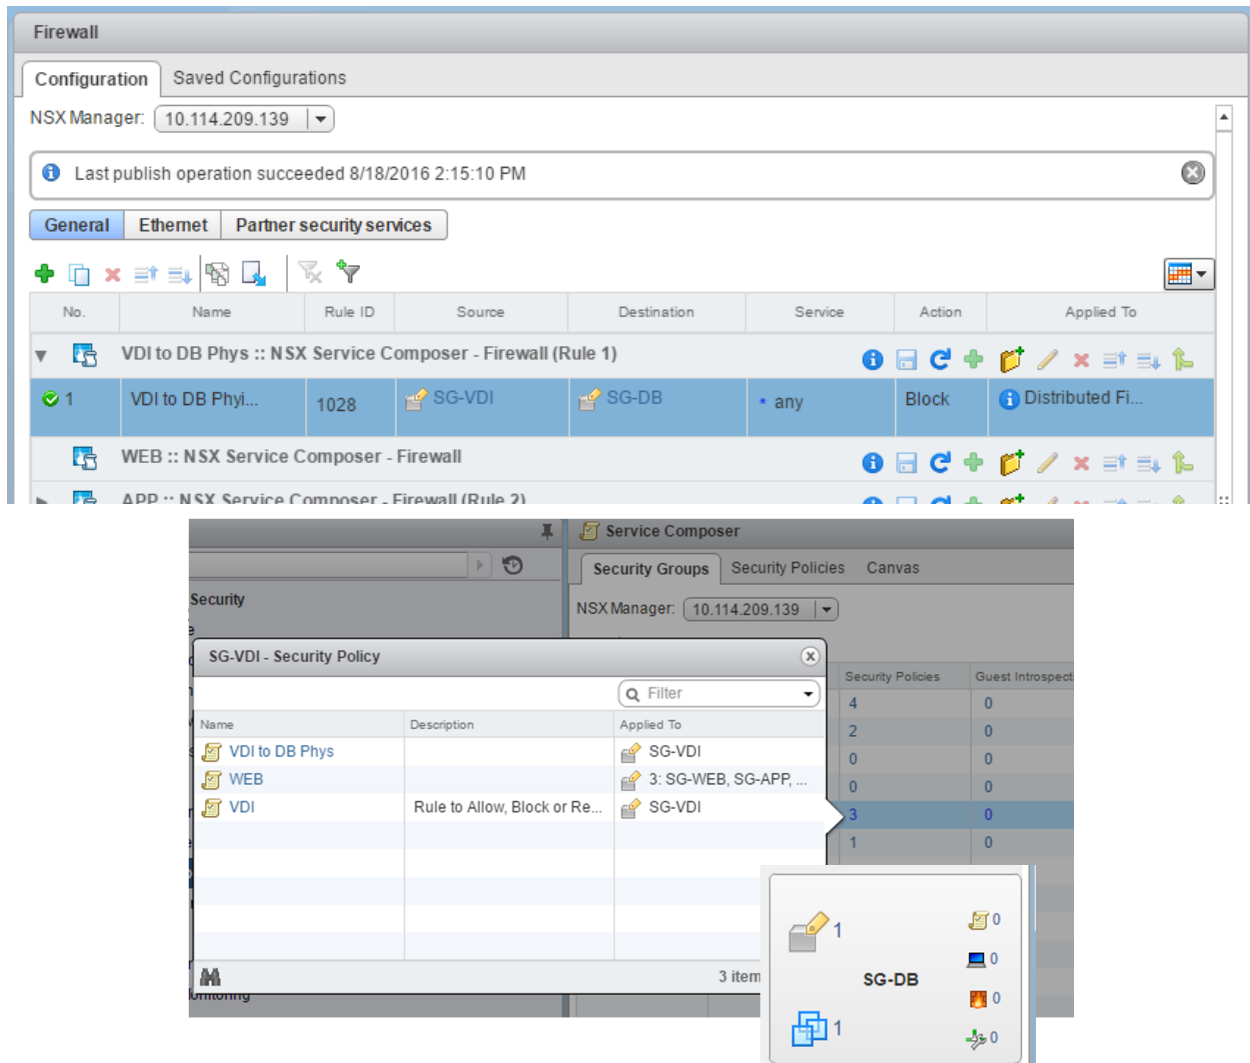 Firewall
Configuration Saved Configurations
NSX Manager: 10.114.209.139
Last publish operation succeeded 8/18/2016 2:15:10 PM
General Ethernet Partner security services
No. Name Rule ID Source Destination Service Action Applied To
VDI to DB Phys :: NSX Service Composer - Firewall (Rule 1)
1 VDI to DB Phyi... 1028 SG-VDI SG-DB * any Block Distributed Fi...
WEB :: NSX Service Composer - Firewall
APP :: NSX Service Composer - Firewall (Rule 2)
Service Composer
Security Groups Security Policies Canvas
Security
NSX Manager: 10.114.209.139
SG-VDI - Security Policy
Filter
Security Policies Guest Introspecti
Name Description Applied To
4 0
VDI to DB Phys SG-VDI
2 0
WEB 3: SG-WEB, SG-APP, ...
0 0
0 0
VDI Rule to Allow, Block or Re... SG-VDI
3 0
1 0
3 item
onitoring
1 0
0
SG-DB
0
1 0